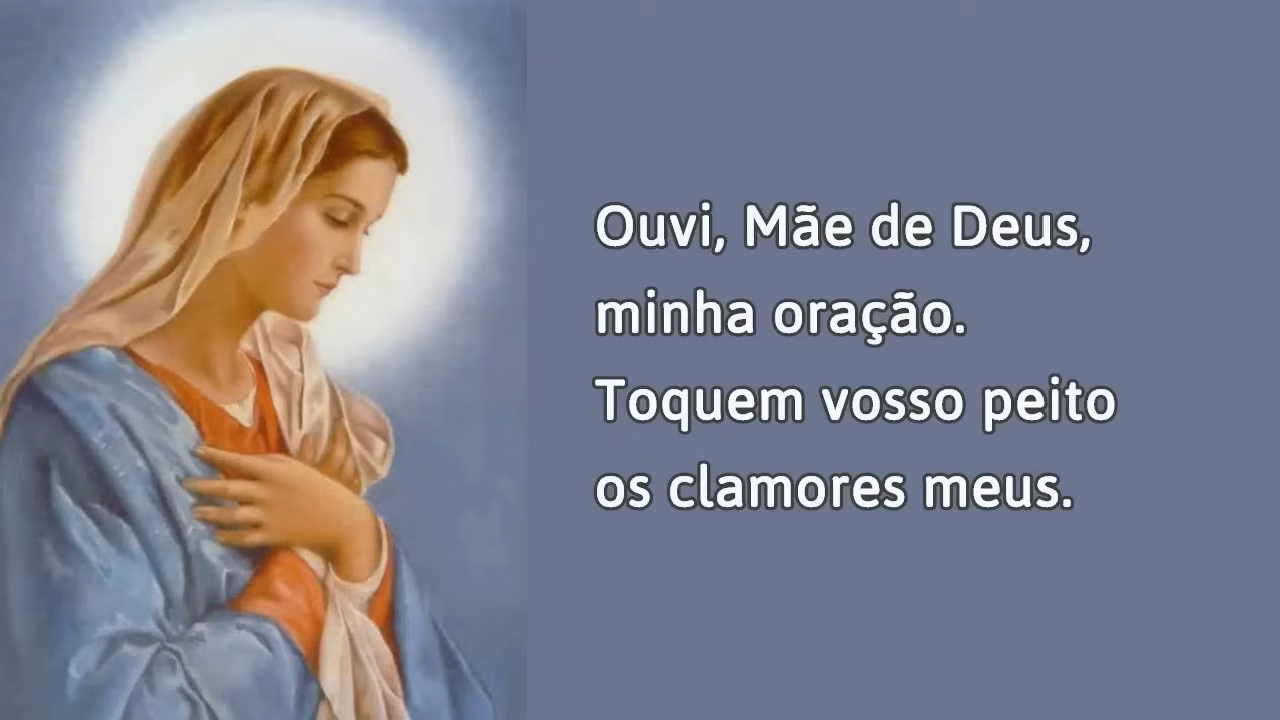 Ouvi, Mãe de Deus,
minha oração.
Toquem vosso peito
os clamores meus.